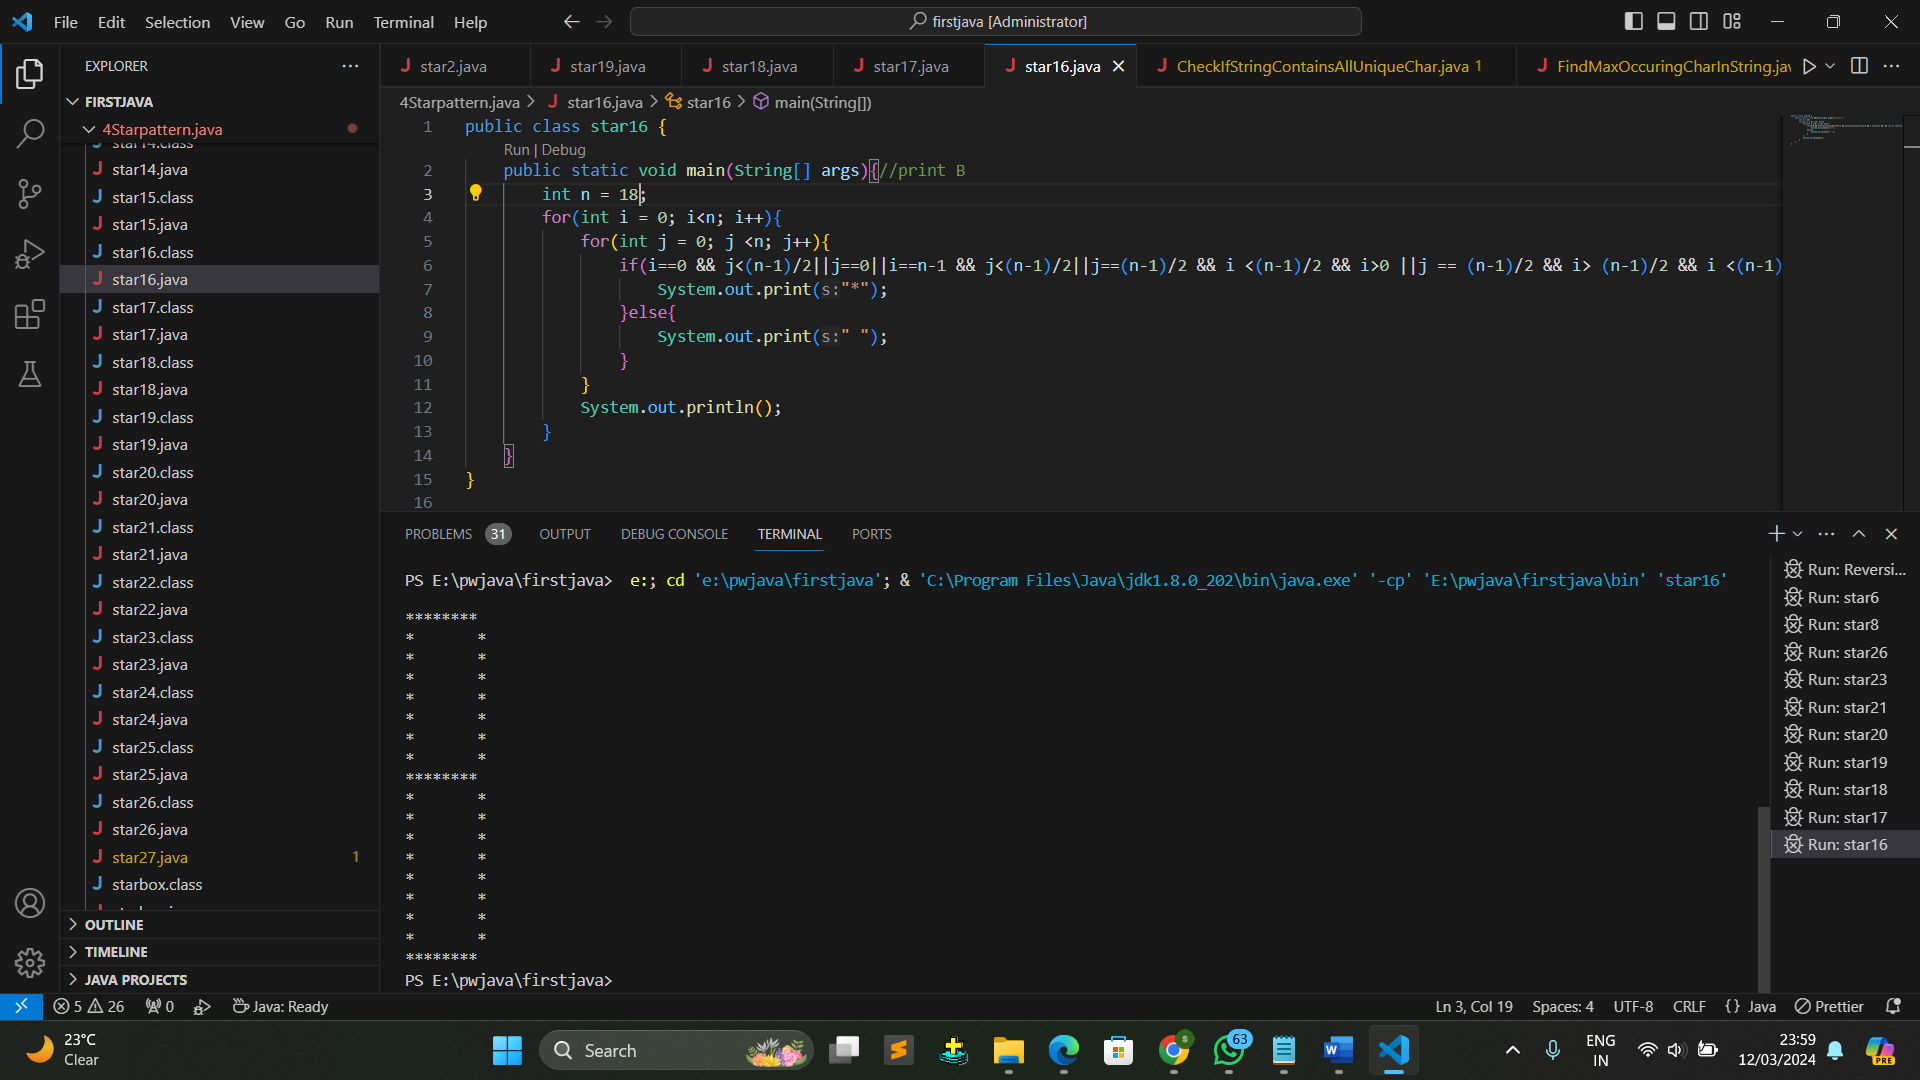 File Edit Selection View Go Run Terminal Help
firstjava [Administrator]
EXPLORER
FIRSTJAVA
4Starpattern.java
star14.class
star14.java
star15.class
star15.java
star16.class
star16.java
star17.class
star17.java
star18.class
star18.java
star19.class
star19.java
star20.class
star20.java
star21.class
star21.java
star22.class
star22.java
star23.class
star23.java
star24.class
star24.java
star25.class
star25.java
star26.class
star26.java
star27.java 1
starbox.class
OUTLINE
TIMELINE
JAVA PROJECTS
star2.java star19.java star18.java star17.java star16.java CheckIfStringContainsAllUniqueChar.java 1 FindMaxOccuringCharInString.jav
4Starpattern.java > star16.java > star16 > main(String[])
1 public class star16 {
Run | Debug
2 public static void main(String[] args){//print B
3 int n = 18;
4 for(int i = 0; i<n; i++){
5 for(int j = 0; j <n; j++){
6 if(i==0 && j<(n-1)/2||j==0||i==n-1 && j<(n-1)/2||j==(n-1)/2 && i <(n-1)/2 && i>0 ||j == (n-1)/2 && i> (n-1)/2 && i <(n-1)
7 System.out.print(s:"*");
8 }else{
9 System.out.print(s:" ");
10 }
11 }
12 System.out.println();
13 }
14 }
15 }
16
PROBLEMS 31 OUTPUT DEBUG CONSOLE TERMINAL PORTS
PS E:\pwjava\firstjava> e:; cd 'e:\pwjava\firstjava'; & 'C:\Program Files\Java\jdk1.8.0_202\bin\java.exe' '-cp' 'E:\pwjava\firstjava\bin' 'star16'
********
*       *
*       *
*       *
*       *
*       *
*       *
*       *
********
*       *
*       *
*       *
*       *
*       *
*       *
*       *
*       *
********
PS E:\pwjava\firstjava>
Run: Reversi...
Run: star6
Run: star8
Run: star26
Run: star23
Run: star21
Run: star20
Run: star19
Run: star18
Run: star17
Run: star16
5 26 0 Java: Ready Ln 3, Col 19 Spaces: 4 UTF-8 CRLF {} Java Prettier
23°C
Clear
Search
63
ENG
IN
23:59
12/03/2024
PRE